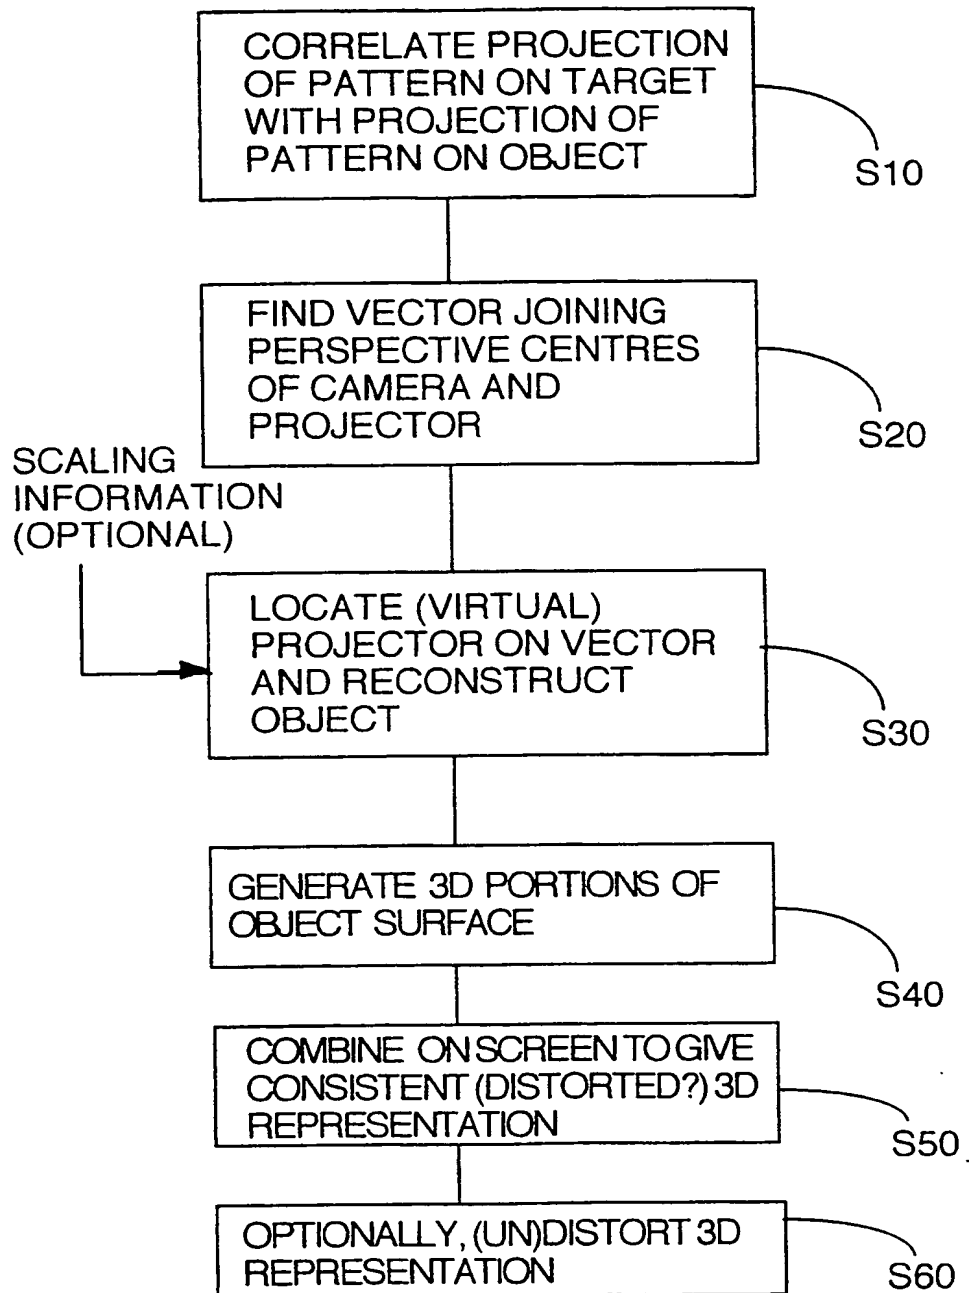 CORRELATE PROJECTION
OF PATTERN ON TARGET
WITH PROJECTION OF
PATTERN ON OBJECT
S10
FIND VECTOR JOINING
PERSPECTIVE CENTRES
OF CAMERA AND
PROJECTOR
S20
SCALING
INFORMATION
(OPTIONAL)
LOCATE (VIRTUAL)
PROJECTOR ON VECTOR
AND RECONSTRUCT
OBJECT
S30
GENERATE 3D PORTIONS OF
OBJECT SURFACE
S40
COMBINE ON SCREEN TO GIVE
CONSISTENT (DISTORTED?) 3D
REPRESENTATION
S50
OPTIONALLY, (UN)DISTORT 3D
REPRESENTATION
S60